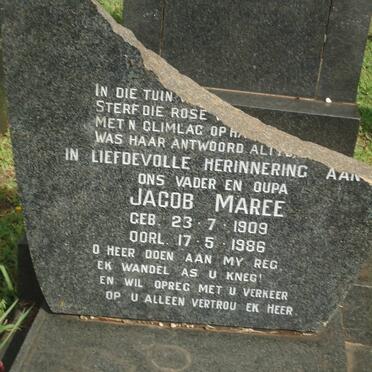 IN DIE TUIN
STERF DIE ROSE
MET 'N GLIMLAG OP HA
WAS HAAR ANTWOORD ALTY
IN LIEFDEVOLLE HERINNERING AAN
ONS VADER EN OUPA
JACOB MAREE
GEB. 23·7·1909
OORL. 17·5·1986
O HEER DOEN AAN MY REG
EK WANDEL AS U KNEG!
EN WIL OPREG MET U VERKEER
OP U ALLEEN VERTROU EK HEER